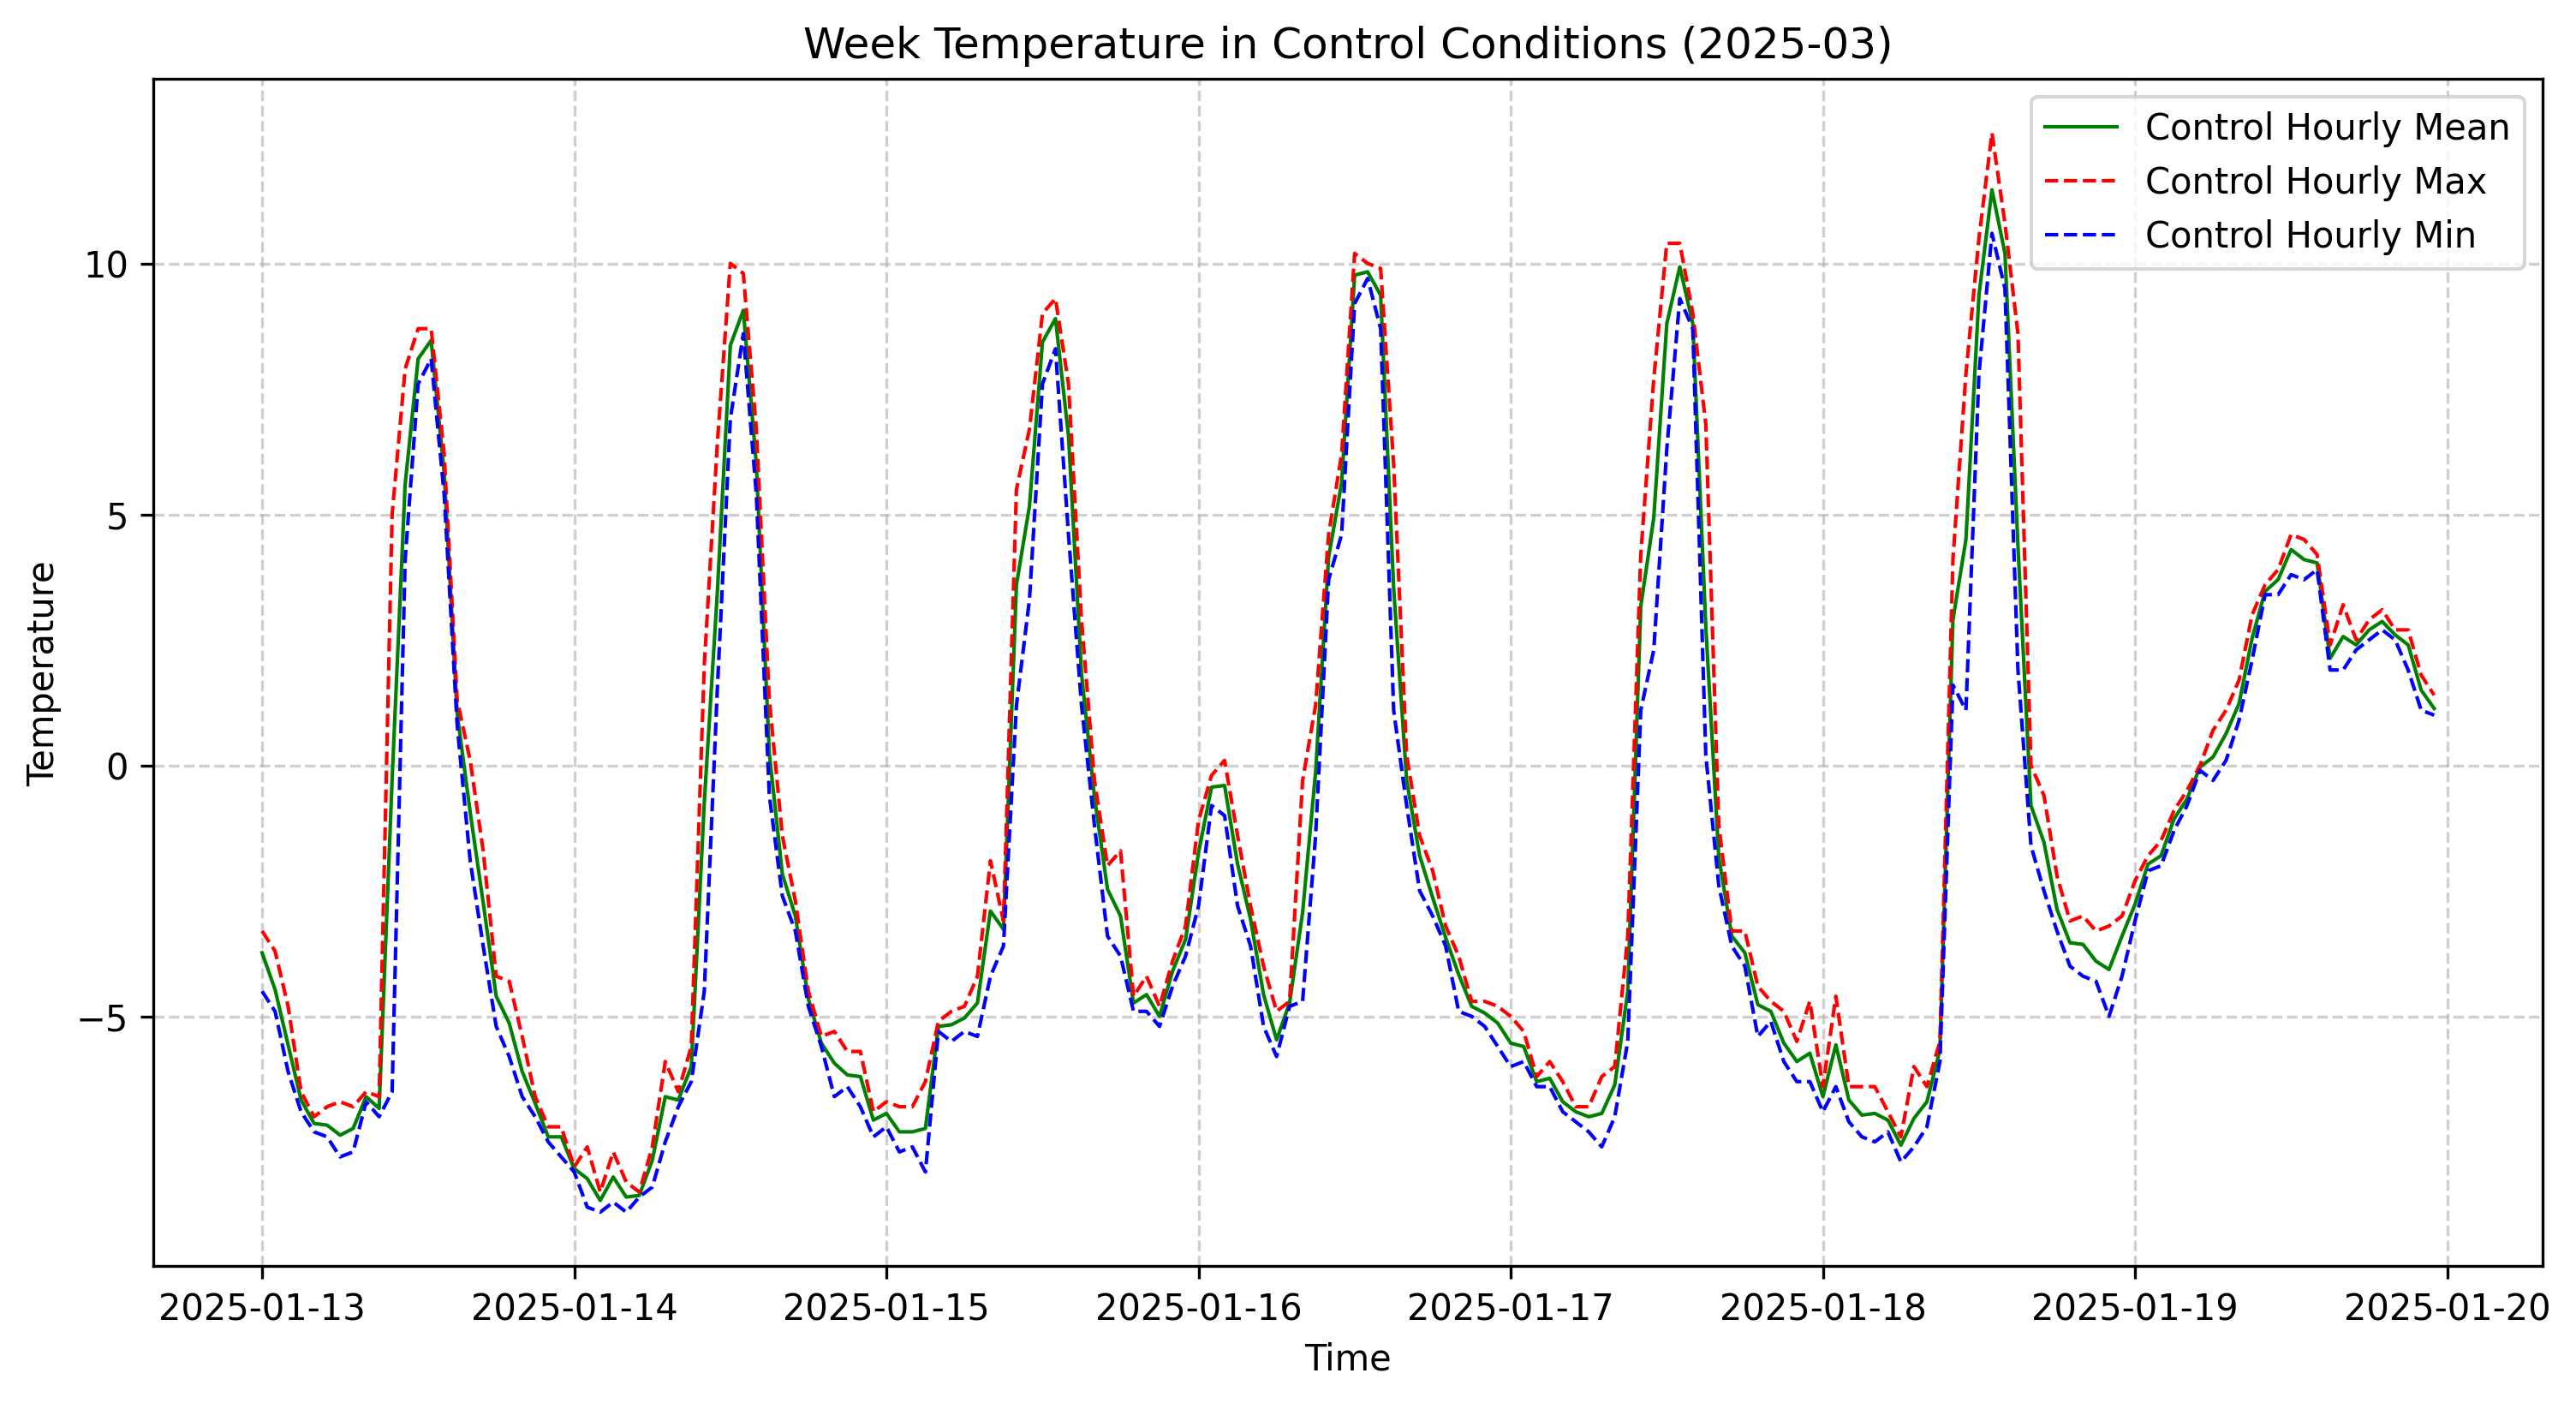 Week Temperature in Control Conditions (2025-03)
Control Hourly Mean
Control Hourly Max
Control Hourly Min
10
5
0
−5
Temperature
2025-01-13 2025-01-14 2025-01-15 2025-01-16 2025-01-17 2025-01-18 2025-01-19 2025-01-20
Time